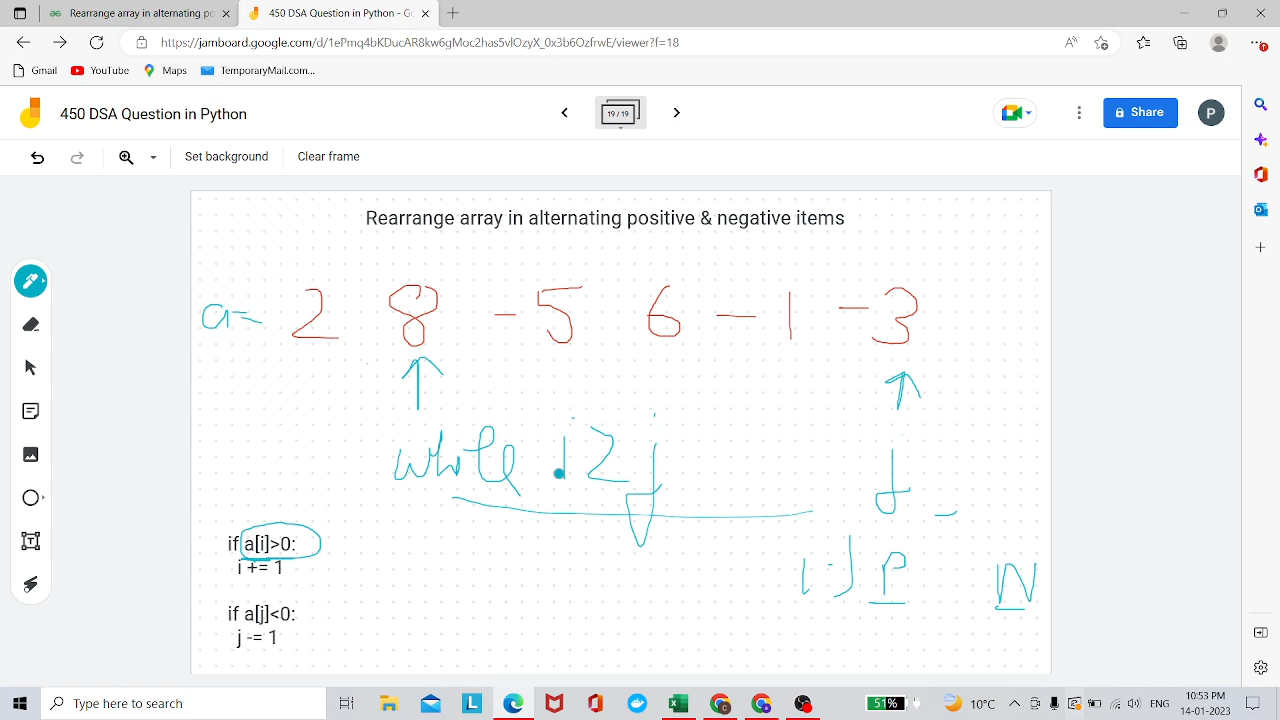 Rearrange array in alternating po
450 DSA Question in Python - Go
https://jamboard.google.com/d/1ePmq4bKDucAR8kw6gMoc2has5vlOzyX_0x3b6OzfrwE/viewer?f=18
Gmail YouTube Maps TemporaryMail.com...
450 DSA Question in Python
19 / 19
Share
P
Set background Clear frame
Rearrange array in alternating positive & negative items
a= 2 8 -5 6 -1 -3
while i j
j
if a[i]>0:
i += 1
P N
if a[j]<0:
j -= 1
Type here to search
51%
10°C
ENG
10:53 PM
14-01-2023